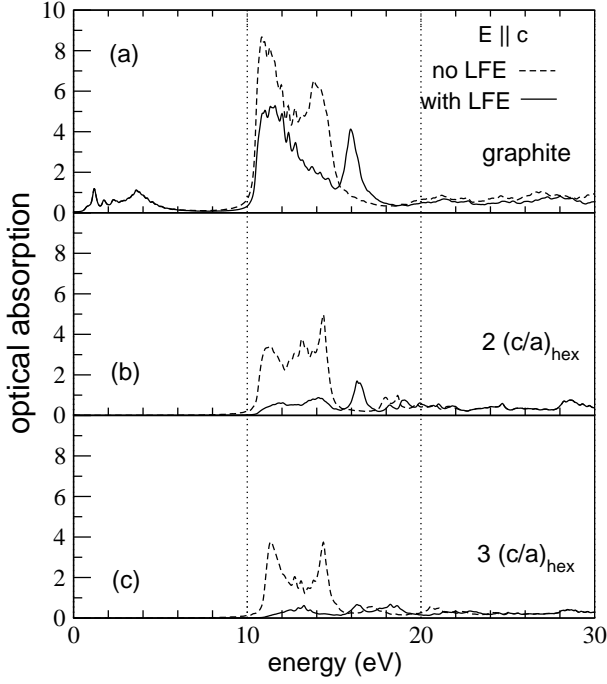 10
(a)
E || c
8
no LFE
with LFE
6
graphite
4
2
0
8
6
2 (c/a)hex
4
(b)
2
0
8
6
4
3 (c/a)hex
(c)
2
0
0
10
20
30
energy (eV)
optical absorption